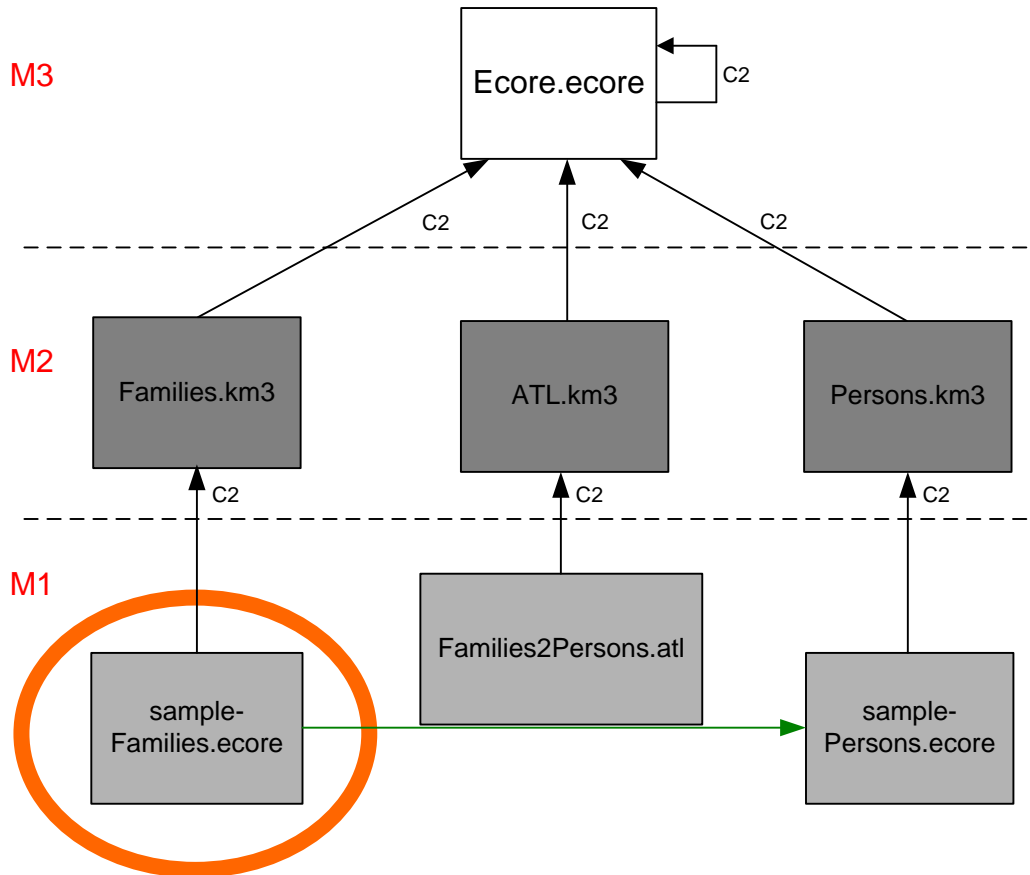 M3
Ecore.ecore
C2
C2
C2
C2
M2
Families.km3
ATL.km3
Persons.km3
C2
C2
C2
M1
Families2Persons.atl
sample-
Families.ecore
sample-
Persons.ecore